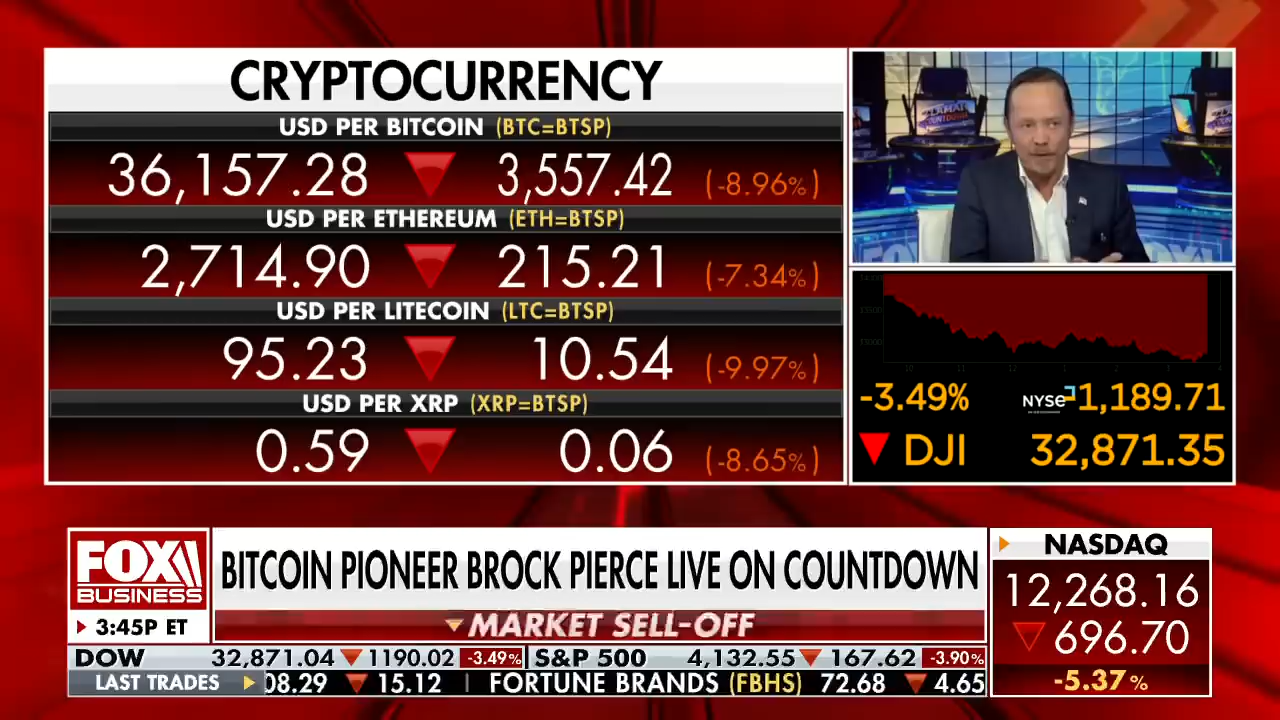 CRYPTOCURRENCY
USD PER BITCOIN (BTC=BTSP)
36,157.28 ▼ 3,557.42 (-8.96%)
USD PER ETHEREUM (ETH=BTSP)
2,714.90 ▼ 215.21 (-7.34%)
USD PER LITECOIN (LTC=BTSP)
95.23 ▼ 10.54 (-9.97%)
USD PER XRP (XRP=BTSP)
0.59 ▼ 0.06 (-8.65%)
FOX
-3.49% NYSE -1,189.71
▼ DJI 32,871.35
FOX
BUSINESS
3:45P ET
BITCOIN PIONEER BROCK PIERCE LIVE ON COUNTDOWN
MARKET SELL-OFF
NASDAQ
12,268.16
▼ 696.70
-5.37%
DOW 32,871.04 ▼ 1190.02 -3.49% S&P 500 4,132.55 ▼ 167.62 -3.90%
LAST TRADES 08.29 ▼ 15.12 | FORTUNE BRANDS (FBHS) 72.68 ▼ 4.65